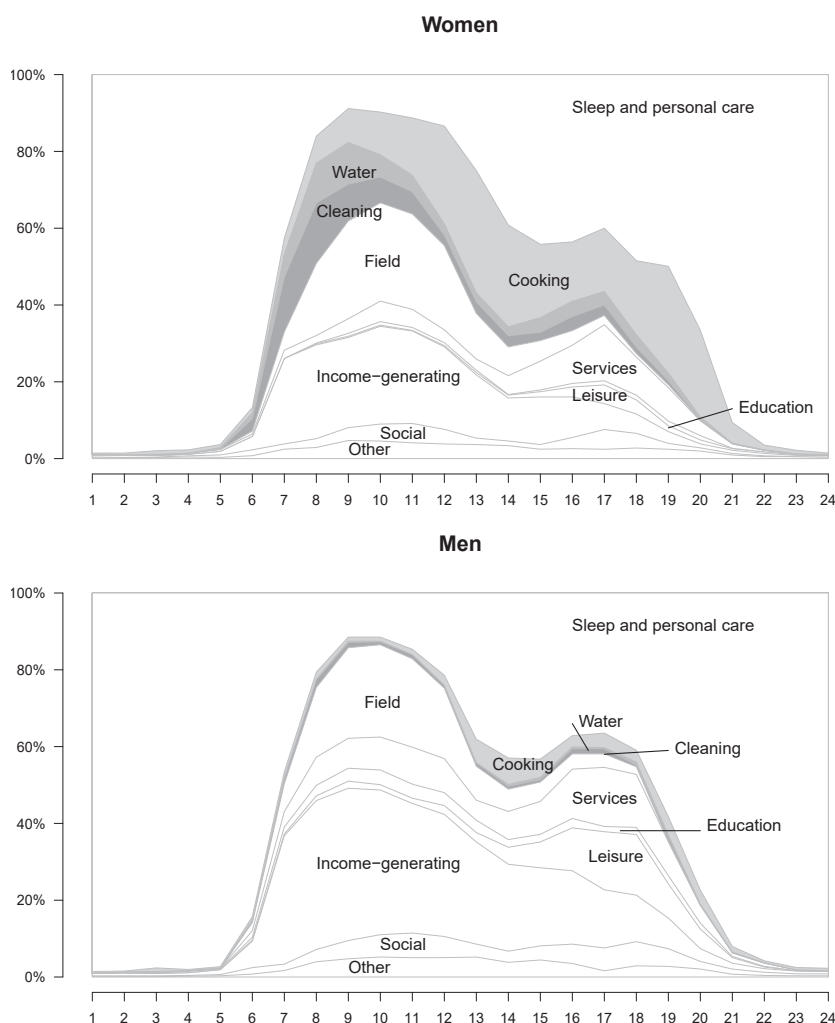 Women
100%
Sleep and personal care
80%
Water
Cleaning
60%
Field
Cooking
40%
Services
Income−generating
20%
Leisure
Education
Social
Other
0%
1 2 3 4 5 6 7 8 9 10 11 12 13 14 15 16 17 18 19 20 21 22 23 24
Men
100%
Sleep and personal care
80%
Field
Water
60%
Cleaning
Cooking
Services
40%
Education
Leisure
Income−generating
20%
Social
Other
0%
1 2 3 4 5 6 7 8 9 10 11 12 13 14 15 16 17 18 19 20 21 22 23 24